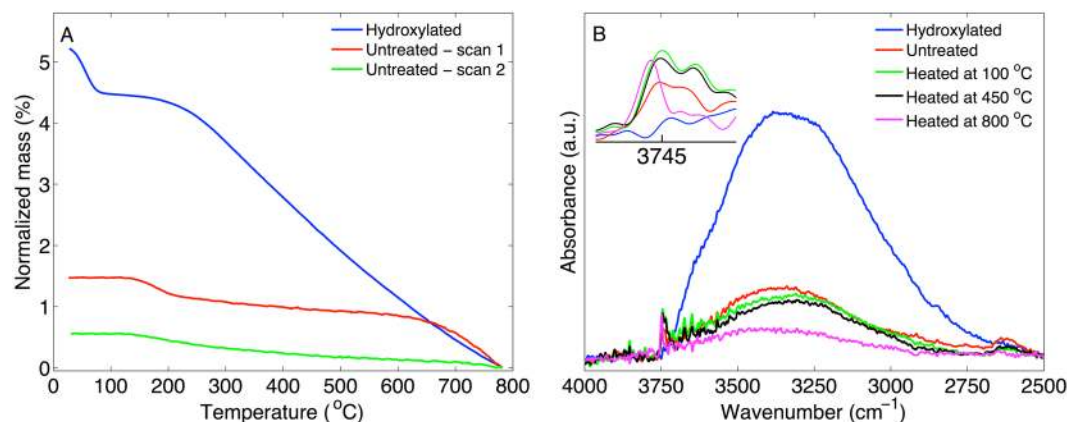 A
Hydroxylated
Untreated – scan 1
Untreated – scan 2
Normalized mass (%)
5
4
3
2
1
0
0 100 200 300 400 500 600 700 800
Temperature (°C)
B
Hydroxylated
Untreated
Heated at 100 °C
Heated at 450 °C
Heated at 800 °C
3745
Absorbance (a.u.)
4000 3750 3500 3250 3000 2750 2500
Wavenumber (cm⁻¹)